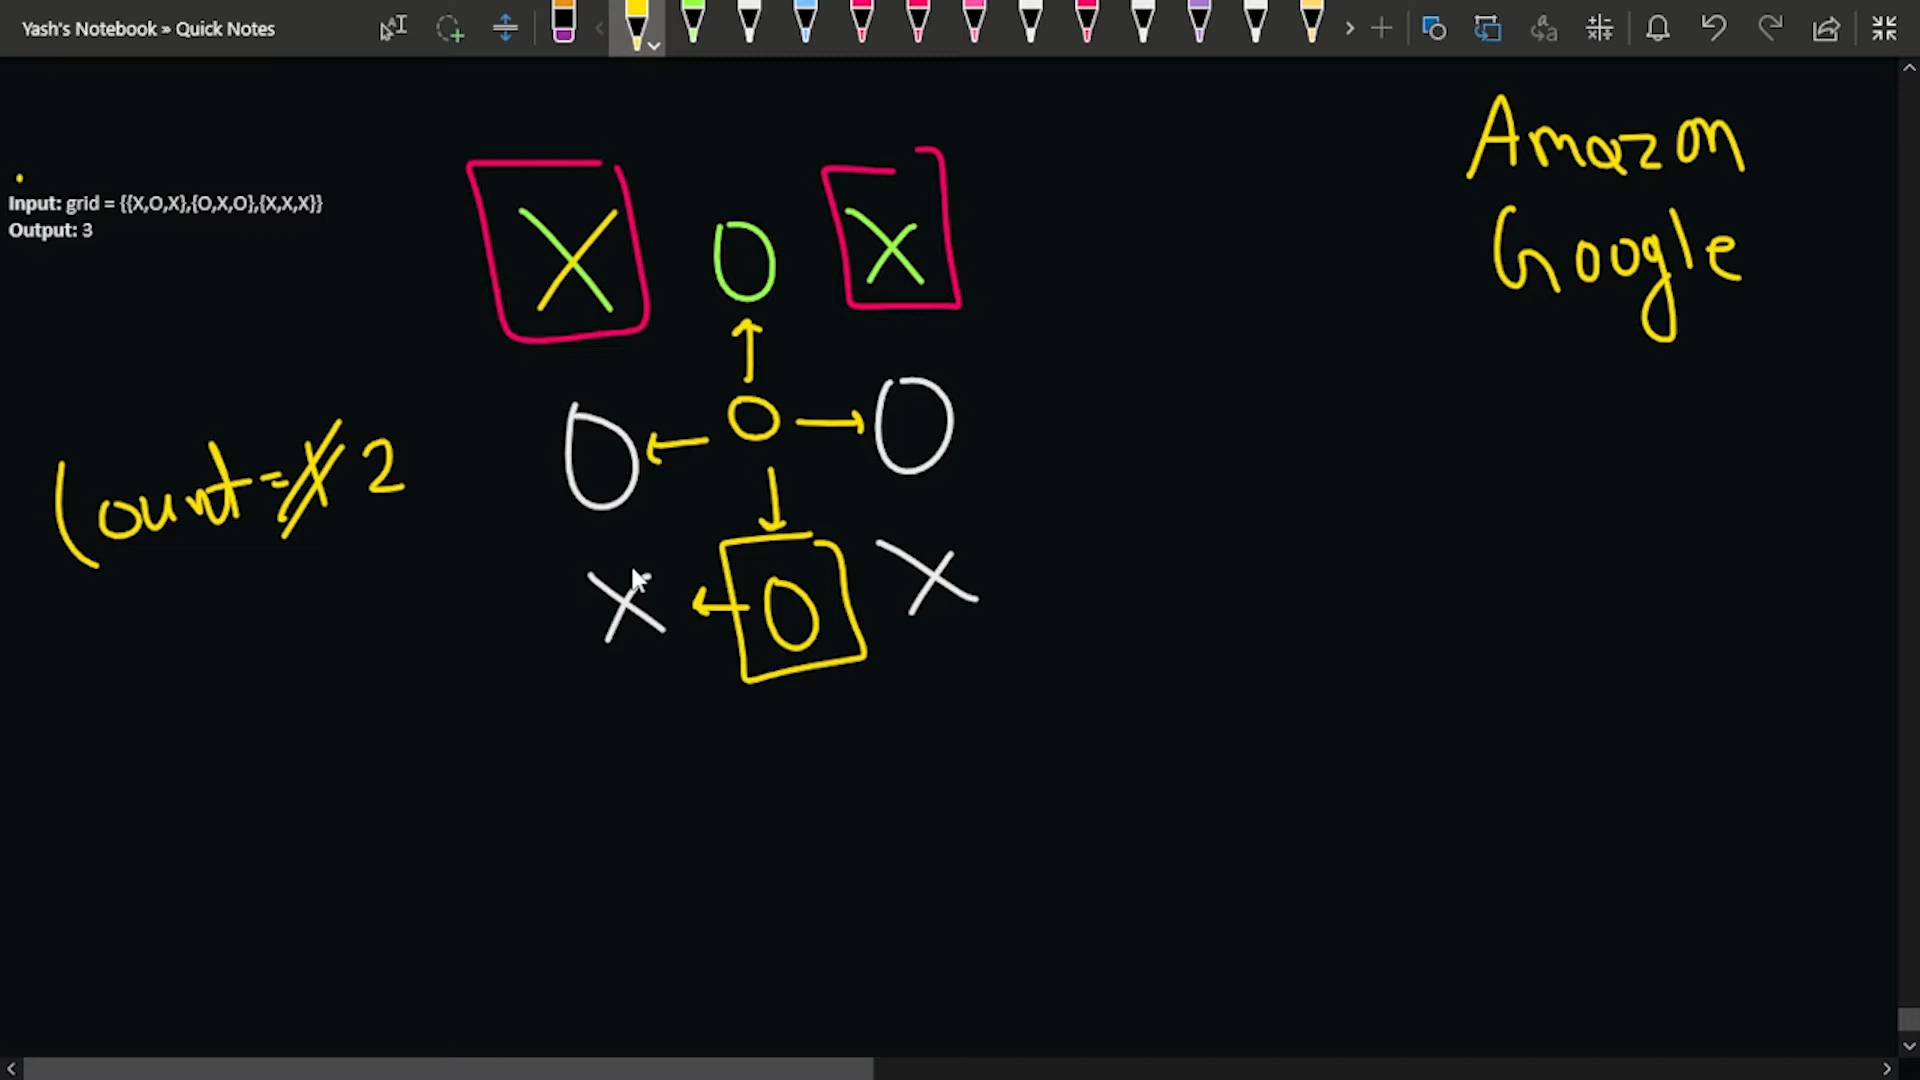 Yash's Notebook » Quick Notes
Amazon
Google
Input: grid = {{X,O,X},{O,X,O},{X,X,X}}
Output: 3
X O X
O O O
Count = 1 2
X O X